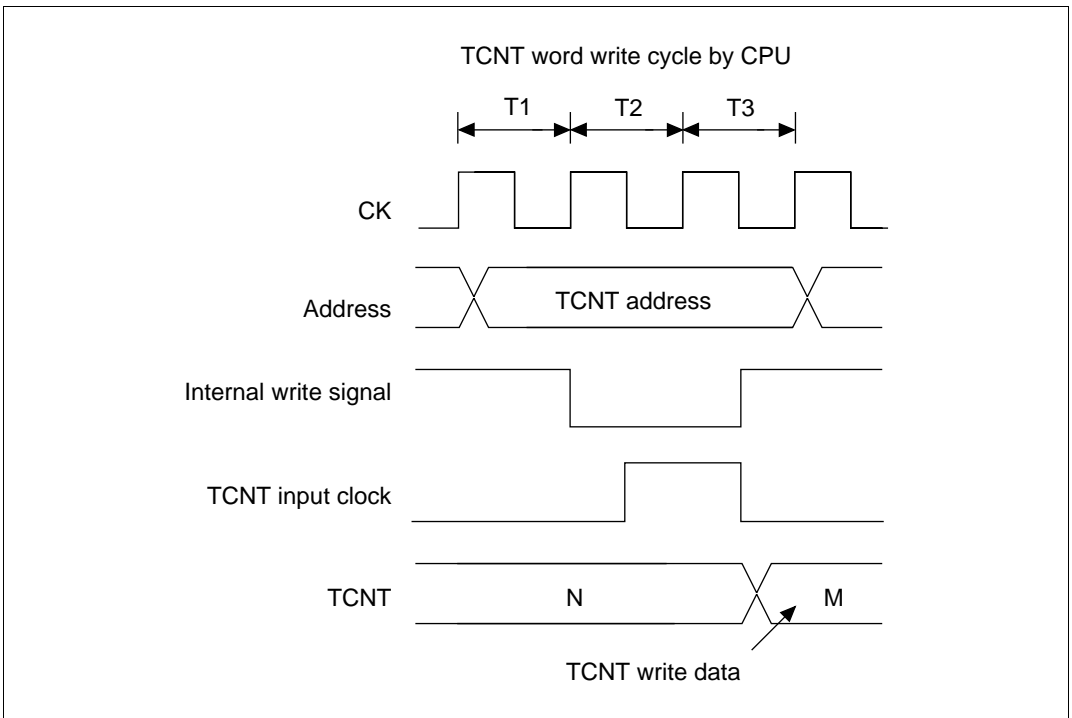 TCNT word write cycle by CPU
T1 T2 T3
CK
Address TCNT address
Internal write signal
TCNT input clock
TCNT N M
TCNT write data